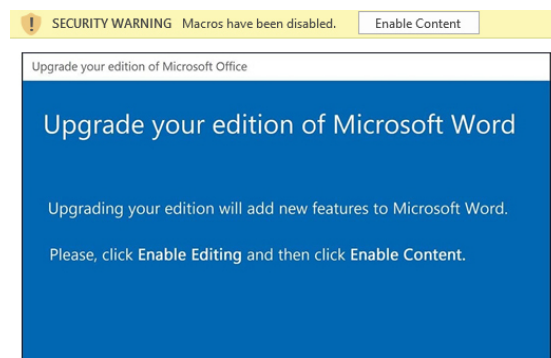 SECURITY WARNING Macros have been disabled. Enable Content
Upgrade your edition of Microsoft Office
Upgrade your edition of Microsoft Word
Upgrading your edition will add new features to Microsoft Word.
Please, click Enable Editing and then click Enable Content.